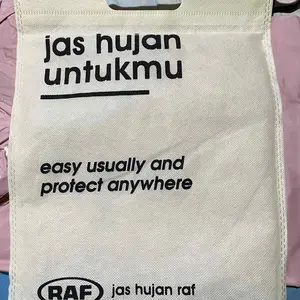 jas hujan
untukmu
easy usually and
protect anywhere
RAF jas hujan raf